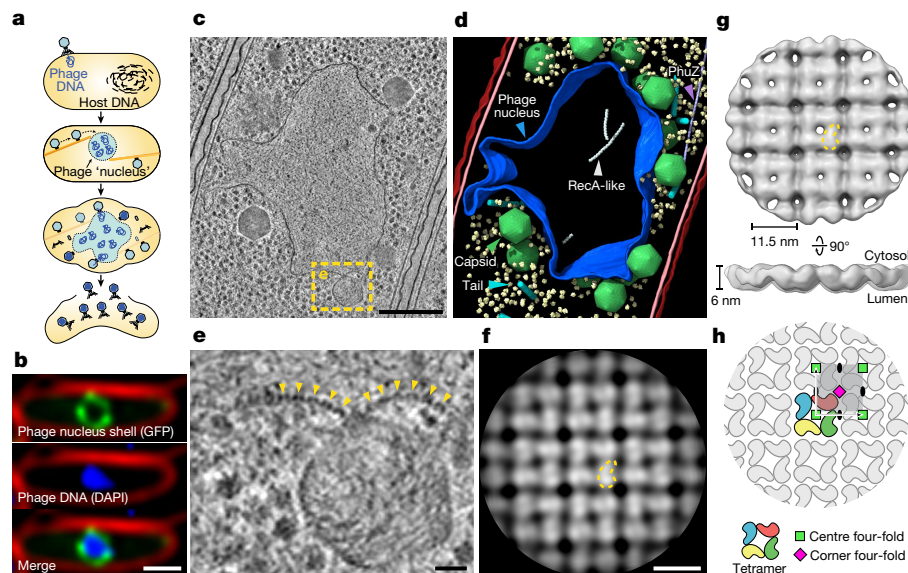 a
Phage
DNA
Host DNA
Phage ‘nucleus’
b
Phage nucleus shell (GFP)
Phage DNA (DAPI)
Merge
c
e
d
PhuZ
Phage
nucleus
RecA-like
Capsid
Tail
e
f
g
11.5 nm
90°
Cytosol
6 nm
Lumen
h
Tetramer
Centre four-fold
Corner four-fold